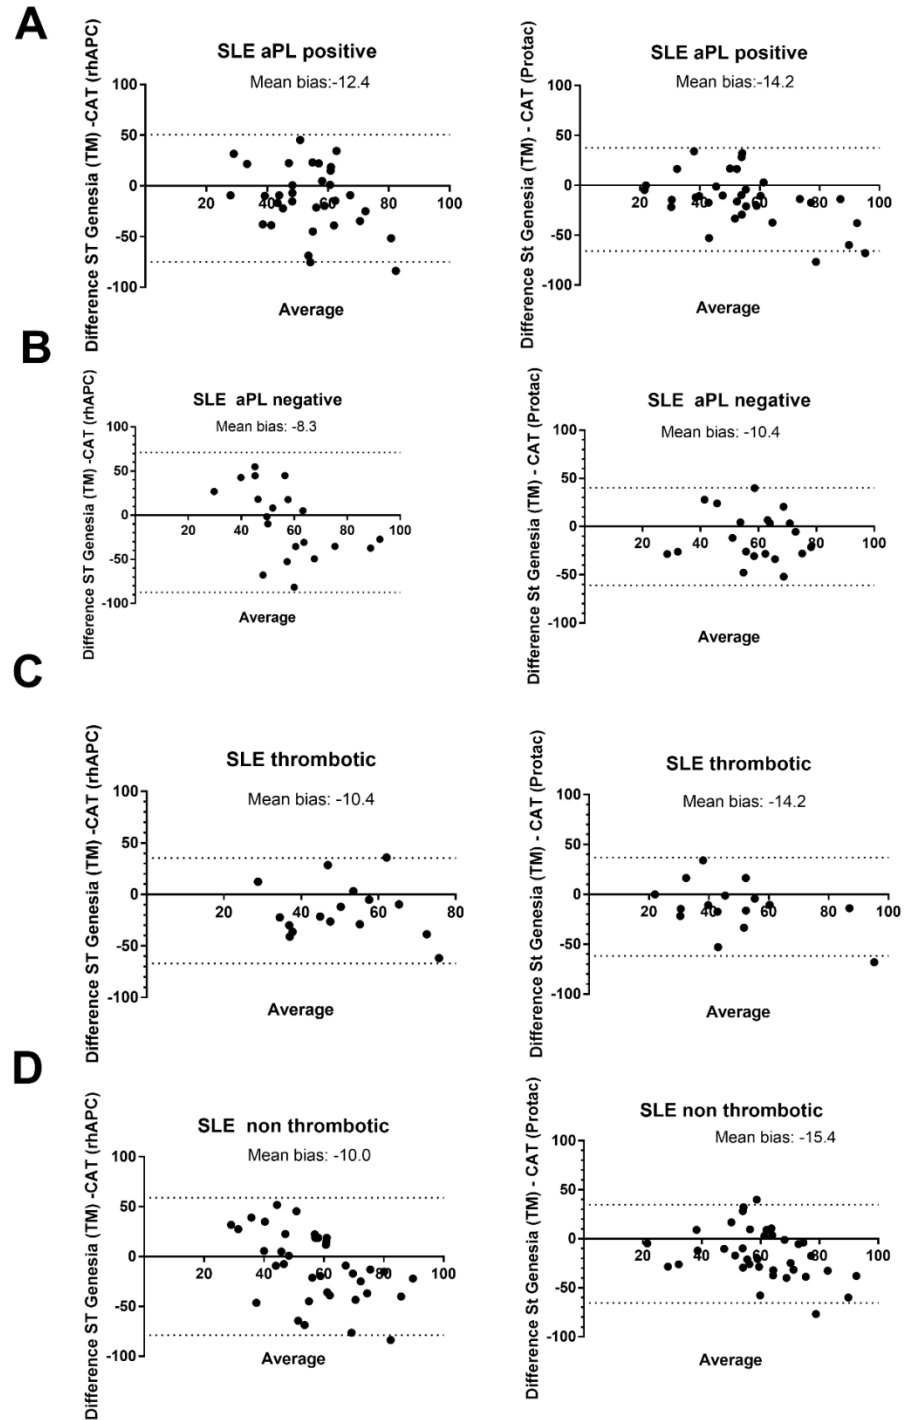 A
SLE aPL positive
Mean bias:-12.4
Difference ST Genesia (TM) -CAT (rhAPC)
100
50
0
-50
-100
20 40 60 80 100
Average
SLE aPL positive
Mean bias:-14.2
Difference St Genesia (TM) - CAT (Protac)
100
50
0
-50
-100
20 40 60 80 100
Average
B
SLE aPL negative
Mean bias: -8.3
Difference ST Genesia (TM) -CAT (rhAPC)
100
50
0
-50
-100
20 40 60 80 100
Average
SLE aPL negative
Mean bias: -10.4
Difference St Genesia (TM) - CAT (Protac)
100
50
0
-50
-100
20 40 60 80 100
Average
C
SLE thrombotic
Mean bias: -10.4
Difference ST Genesia (TM) -CAT (rhAPC)
100
50
0
-50
-100
20 40 60 80
Average
SLE thrombotic
Mean bias: -14.2
Difference St Genesia (TM) - CAT (Protac)
100
50
0
-50
-100
20 40 60 80 100
Average
D
SLE non thrombotic
Mean bias: -10.0
Difference ST Genesia (TM) -CAT (rhAPC)
100
50
0
-50
-100
20 40 60 80 100
Average
SLE non thrombotic
Mean bias: -15.4
Difference St Genesia (TM) - CAT (Protac)
100
50
0
-50
-100
20 40 60 80 100
Average